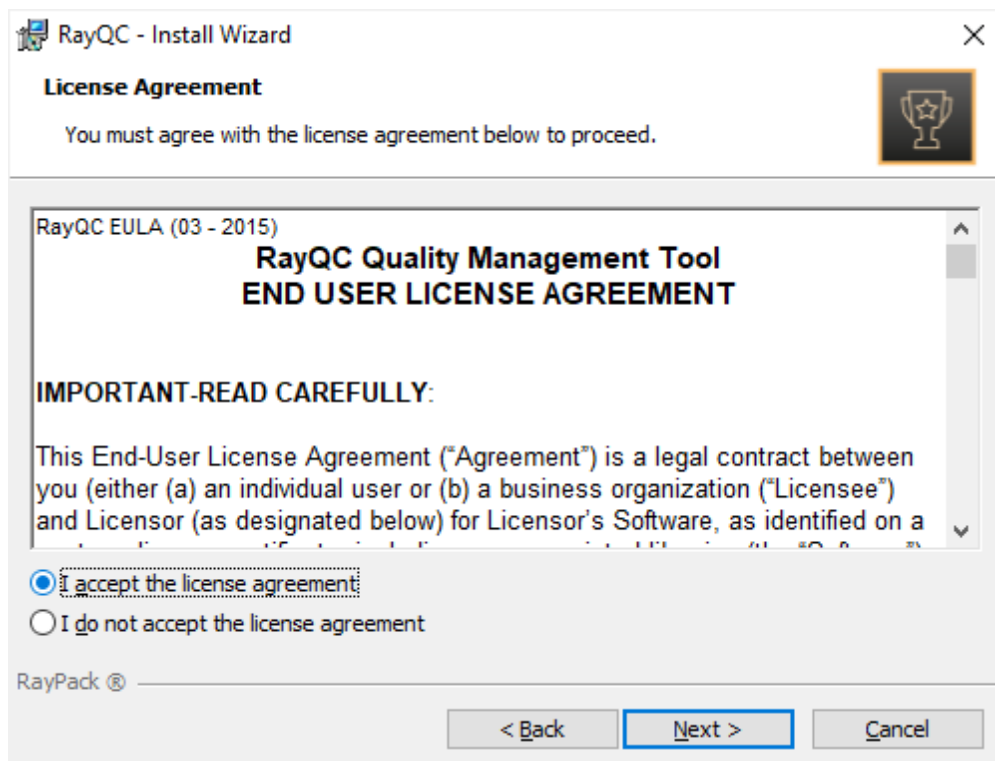 RayQC - Install Wizard
License Agreement
You must agree with the license agreement below to proceed.
RayQC EULA (03 - 2015)
RayQC Quality Management Tool
END USER LICENSE AGREEMENT
IMPORTANT-READ CAREFULLY:
This End-User License Agreement (“Agreement”) is a legal contract between
you (either (a) an individual user or (b) a business organization (“Licensee”)
and Licensor (as designated below) for Licensor’s Software, as identified on a
I accept the license agreement
I do not accept the license agreement
RayPack ®
< Back
Next >
Cancel